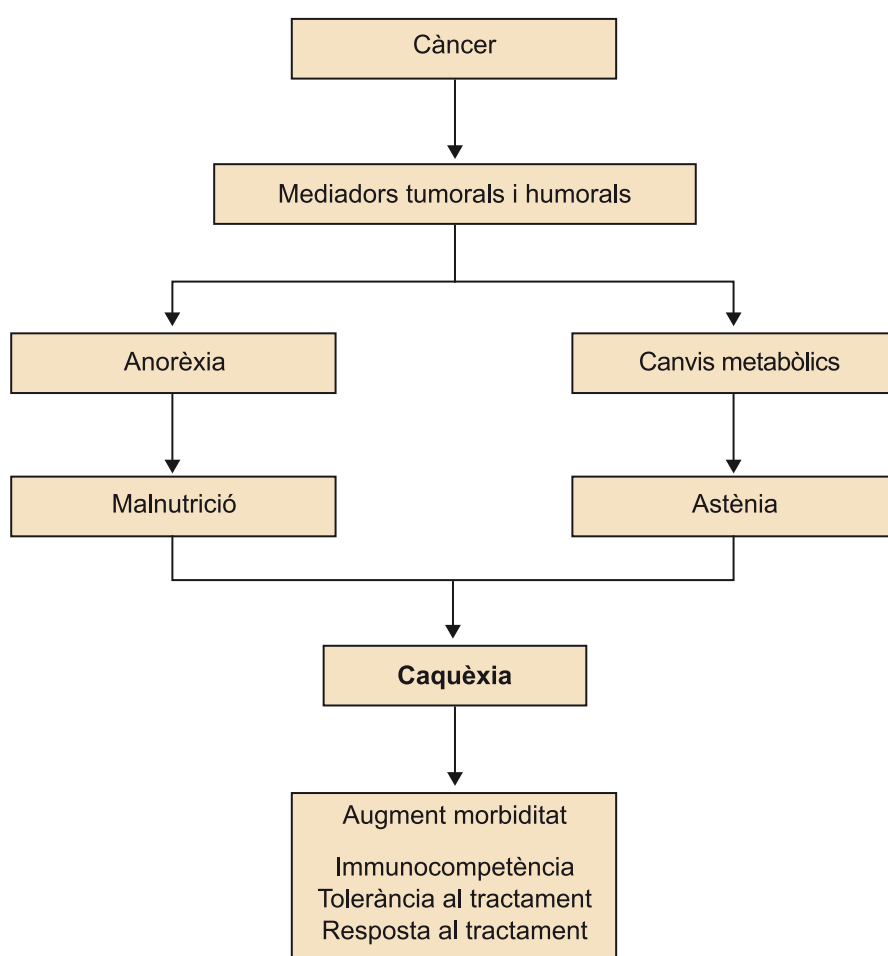 Càncer
Mediadors tumorals i humorals
Anorèxia
Canvis metabòlics
Malnutrició
Astènia
Caquèxia
Augment morbiditat
Immunocompetència
Tolerància al tractament
Resposta al tractament